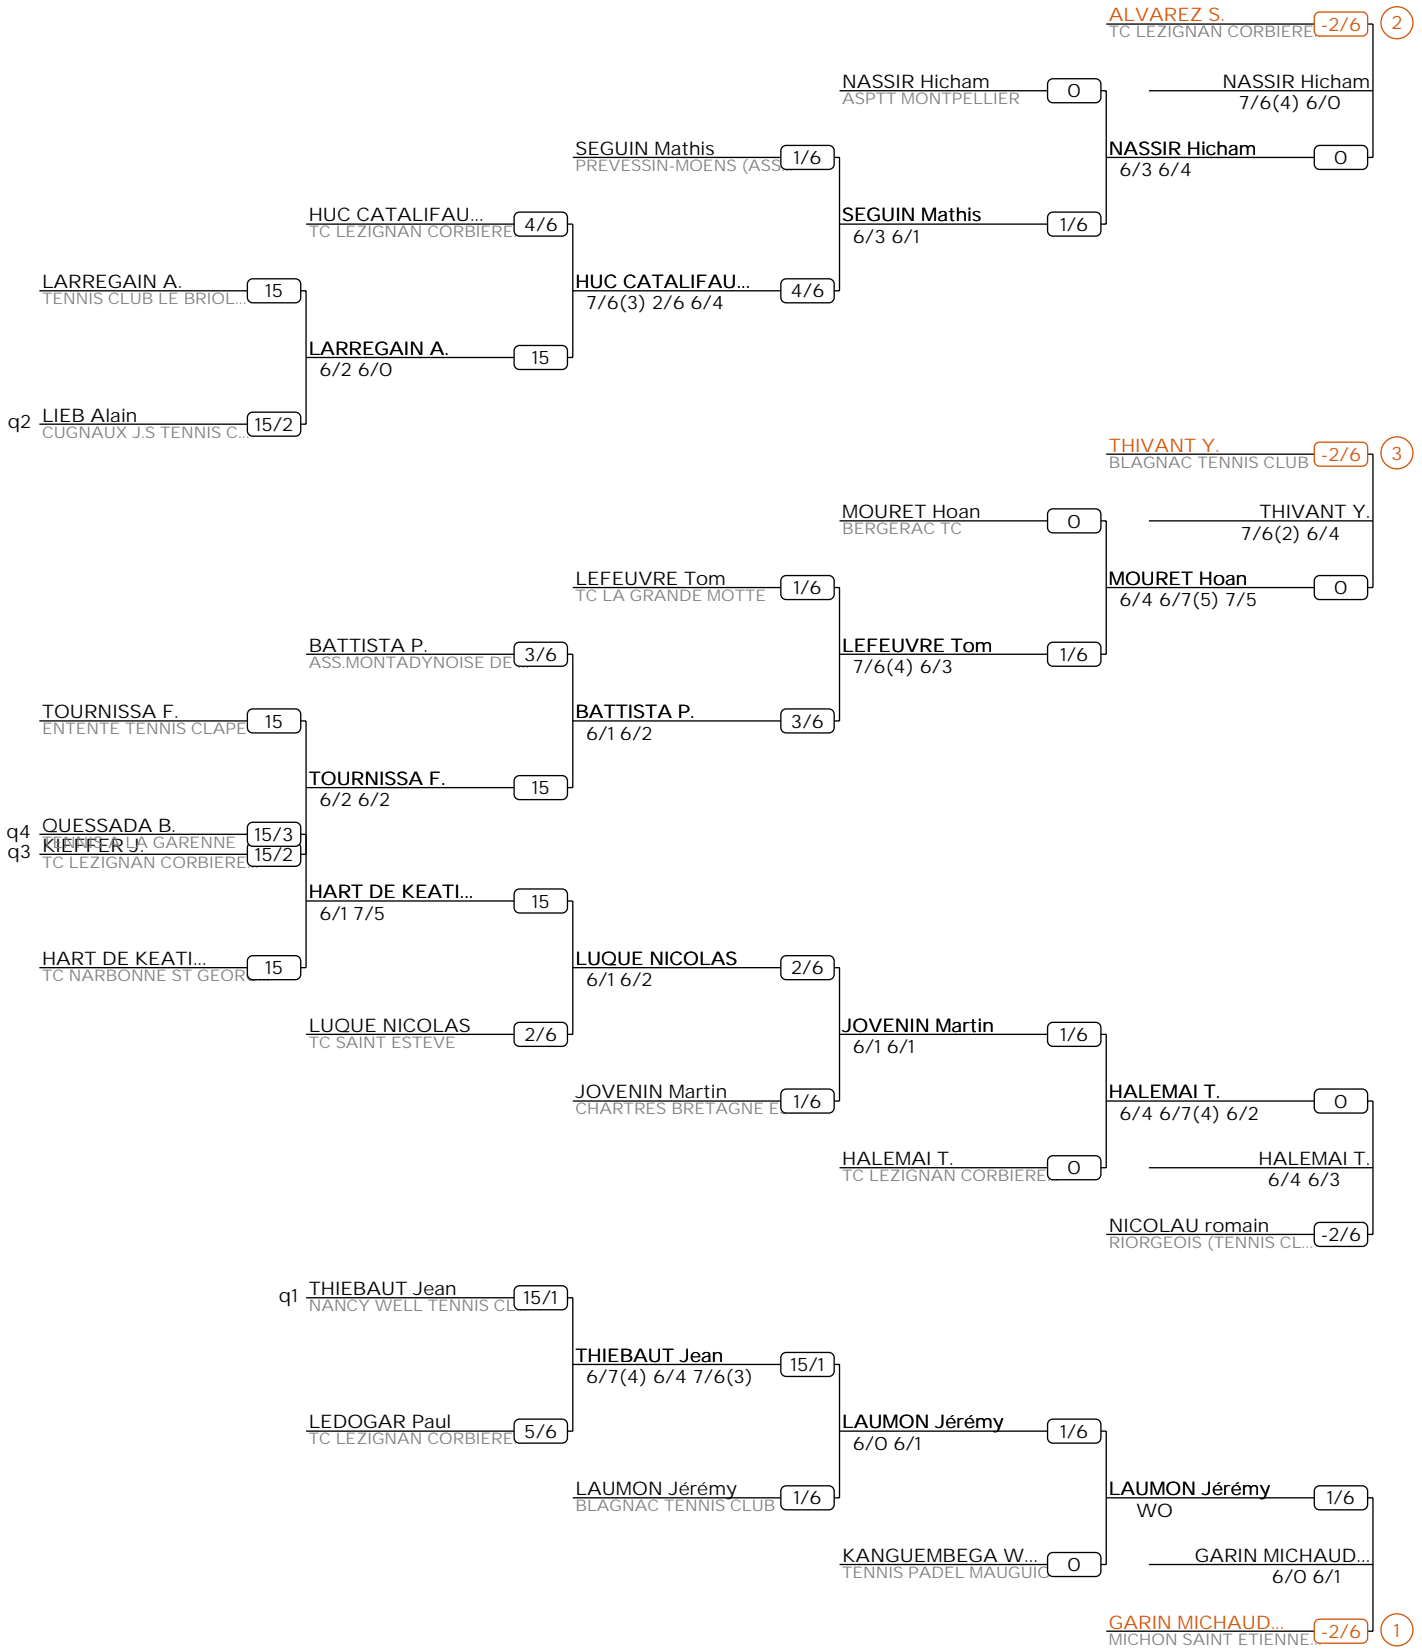 ALVAREZ S.
TC LEZIGNAN CORBIERE...
-2/6
2
NASSIR Hicham
ASPTT MONTPELLIER
0
NASSIR Hicham
7/6(4) 6/0
SEGUIN Mathis
PREVESSIN-MOENS (ASS...
1/6
NASSIR Hicham
6/3 6/4
0
HUC CATALIFAU...
TC LEZIGNAN CORBIERE...
4/6
SEGUIN Mathis
6/3 6/1
1/6
LARREGAIN A.
TENNIS CLUB LE BRIOL...
15
HUC CATALIFAU...
7/6(3) 2/6 6/4
4/6
LARREGAIN A.
6/2 6/0
15
q2
LIEB Alain
CUGNAUX J.S TENNIS C...
15/2
THIVANT Y.
BLAGNAC TENNIS CLUB
-2/6
3
MOURET Hoan
BERGERAC TC
0
THIVANT Y.
7/6(2) 6/4
LEFEUVRE Tom
TC LA GRANDE MOTTE
1/6
MOURET Hoan
6/4 6/7(5) 7/5
0
BATTISTA P.
ASS.MONTADYNOISE DE ...
3/6
LEFEUVRE Tom
7/6(4) 6/3
1/6
TOURNISSA F.
ENTENTE TENNIS CLAPE
15
BATTISTA P.
6/1 6/2
3/6
TOURNISSA F.
6/2 6/2
15
q4
QUESSADA B.
TENNIS A LA GARENNE
15/3
q3
KIEFFER J.
TC LEZIGNAN CORBIERE...
15/2
HART DE KEATI...
6/1 7/5
15
HART DE KEATI...
TC NARBONNE ST GEOR...
15
LUQUE NICOLAS
6/1 6/2
2/6
LUQUE NICOLAS
TC SAINT ESTEVE
2/6
JOVENIN Martin
6/1 6/1
1/6
JOVENIN Martin
CHARTRES BRETAGNE E...
1/6
HALEMAI T.
6/4 6/7(4) 6/2
0
HALEMAI T.
TC LEZIGNAN CORBIERE...
0
HALEMAI T.
6/4 6/3
NICOLAU romain
RIORGEOIS (TENNIS CL...
-2/6
q1
THIEBAUT Jean
NANCY WELL TENNIS CL...
15/1
THIEBAUT Jean
6/7(4) 6/4 7/6(3)
15/1
LEDOGAR Paul
TC LEZIGNAN CORBIERE...
5/6
LAUMON Jérémy
6/0 6/1
1/6
LAUMON Jérémy
BLAGNAC TENNIS CLUB
1/6
LAUMON Jérémy
WO
1/6
KANGUEMBEGA W...
TENNIS PADEL MAUGUIO
0
GARIN MICHAUD...
6/0 6/1
GARIN MICHAUD...
MICHON SAINT ETIENNE...
-2/6
1